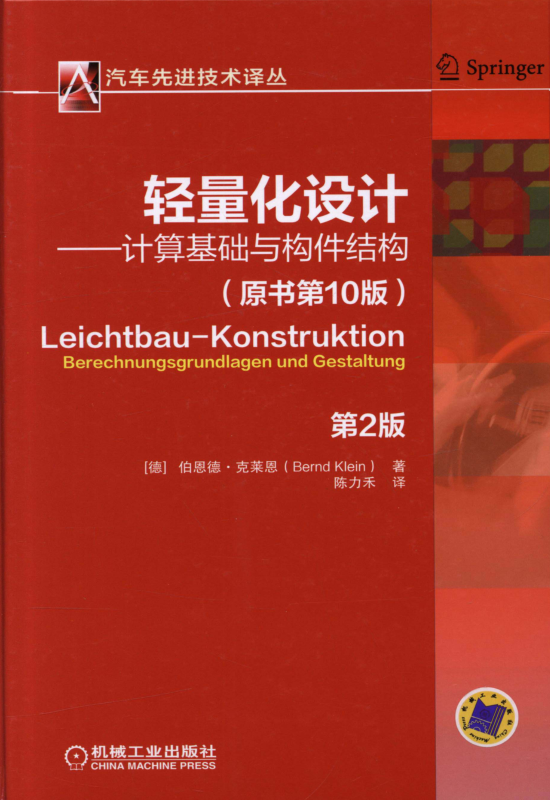 汽车先进技术译丛
Springer
轻量化设计
——计算基础与构件结构
（原书第10版）
Leichtbau-Konstruktion
Berechnungsgrundlagen und Gestaltung
第2版
[德] 伯恩德·克莱恩（Bernd Klein）著
陈力禾 译
机械工业出版社
CHINA MACHINE PRESS